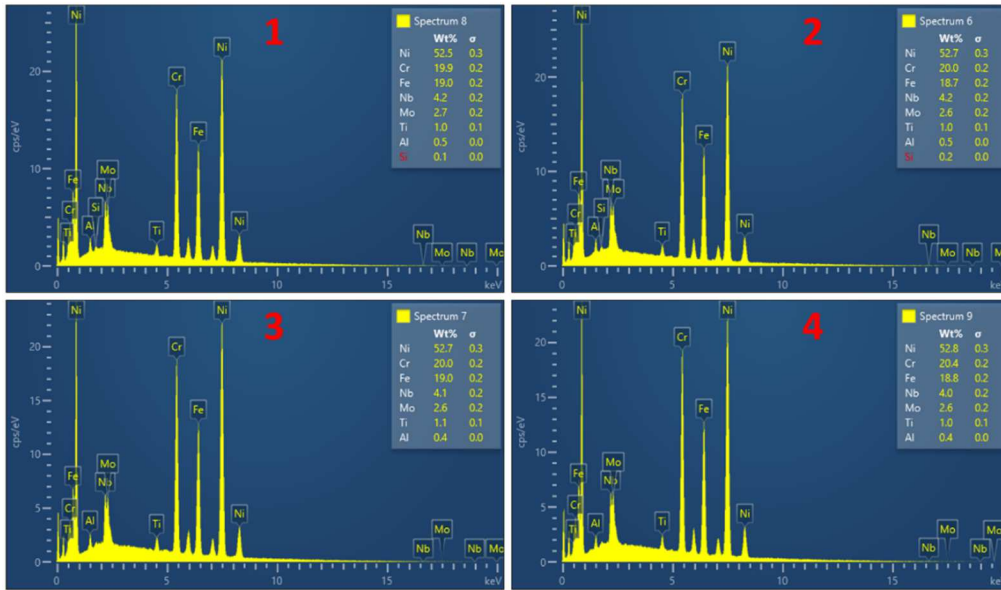 1
Spectrum 8
Wt% σ
Ni 52.5 0.3
Cr 19.9 0.2
Fe 19.0 0.2
Nb 4.2 0.2
Mo 2.7 0.2
Ti 1.0 0.1
Al 0.5 0.0
Si 0.1 0.0
Ni
Cr
Ni
Fe
Fe
Cr
Ti
Al
Si
Mo
Nb
Ti
Ni
Nb
Mo
Nb
Mo
cps/eV
20
10
0
0 5 10 15 keV
2
Spectrum 6
Wt% σ
Ni 52.7 0.3
Cr 20.0 0.2
Fe 18.7 0.2
Nb 4.2 0.2
Mo 2.6 0.2
Ti 1.0 0.1
Al 0.5 0.0
Si 0.2 0.0
Ni
Cr
Ni
Fe
Fe
Cr
Ti
Al
Si
Nb
Mo
Ti
Ni
Nb
Mo
Nb
cps/eV
20
10
0
0 5 10 15 keV
3
Spectrum 7
Wt% σ
Ni 52.7 0.3
Cr 20.0 0.2
Fe 19.0 0.2
Nb 4.1 0.2
Mo 2.6 0.2
Ti 1.1 0.1
Al 0.4 0.0
Ni
Cr
Ni
Fe
Fe
Cr
Ti
Al
Mo
Nb
Ti
Ni
Nb
Mo
Nb
Mo
cps/eV
20
15
10
5
0
0 5 10 15 keV
4
Spectrum 9
Wt% σ
Ni 52.8 0.3
Cr 20.4 0.2
Fe 18.8 0.2
Nb 4.0 0.2
Mo 2.6 0.2
Ti 1.0 0.1
Al 0.4 0.0
Ni
Cr
Ni
Fe
Fe
Cr
Ti
Al
Mo
Nb
Ti
Ni
Nb
Mo
Nb
Mo
cps/eV
20
15
10
5
0
0 5 10 15 keV